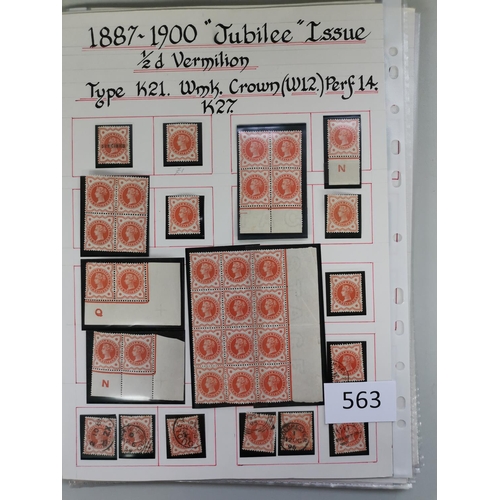 1887-1900 "Jubilee" Issue
½d Vermilion
Type K21. Wmk. Crown (W12.) Perf 14.
K27.
N
Q
N
563